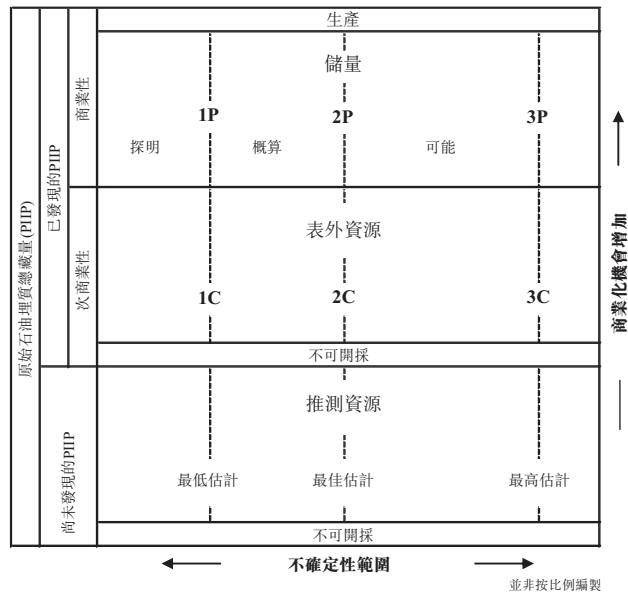 生產
儲量
1P 2P 3P
探明 概算 可能
表外資源
1C 2C 3C
不可開採
推測資源
最低估計 最佳估計 最高估計
不可開採
原始石油埋質總藏量(PIIP)
已發現的PIIP
尚未發現的PIIP
商業性
次商業性
商業化機會增加
不確定性範圍
並非按比例編製